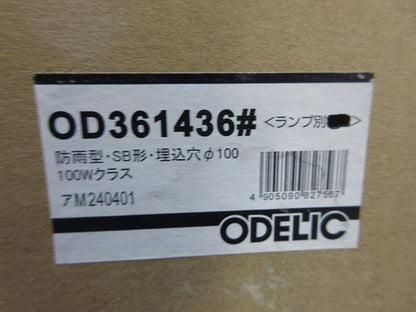 OD361436# <ランプ別
防雨型・SB形・埋込穴φ100
100Wクラス
アM240401
4 905090 827567
ODELIC